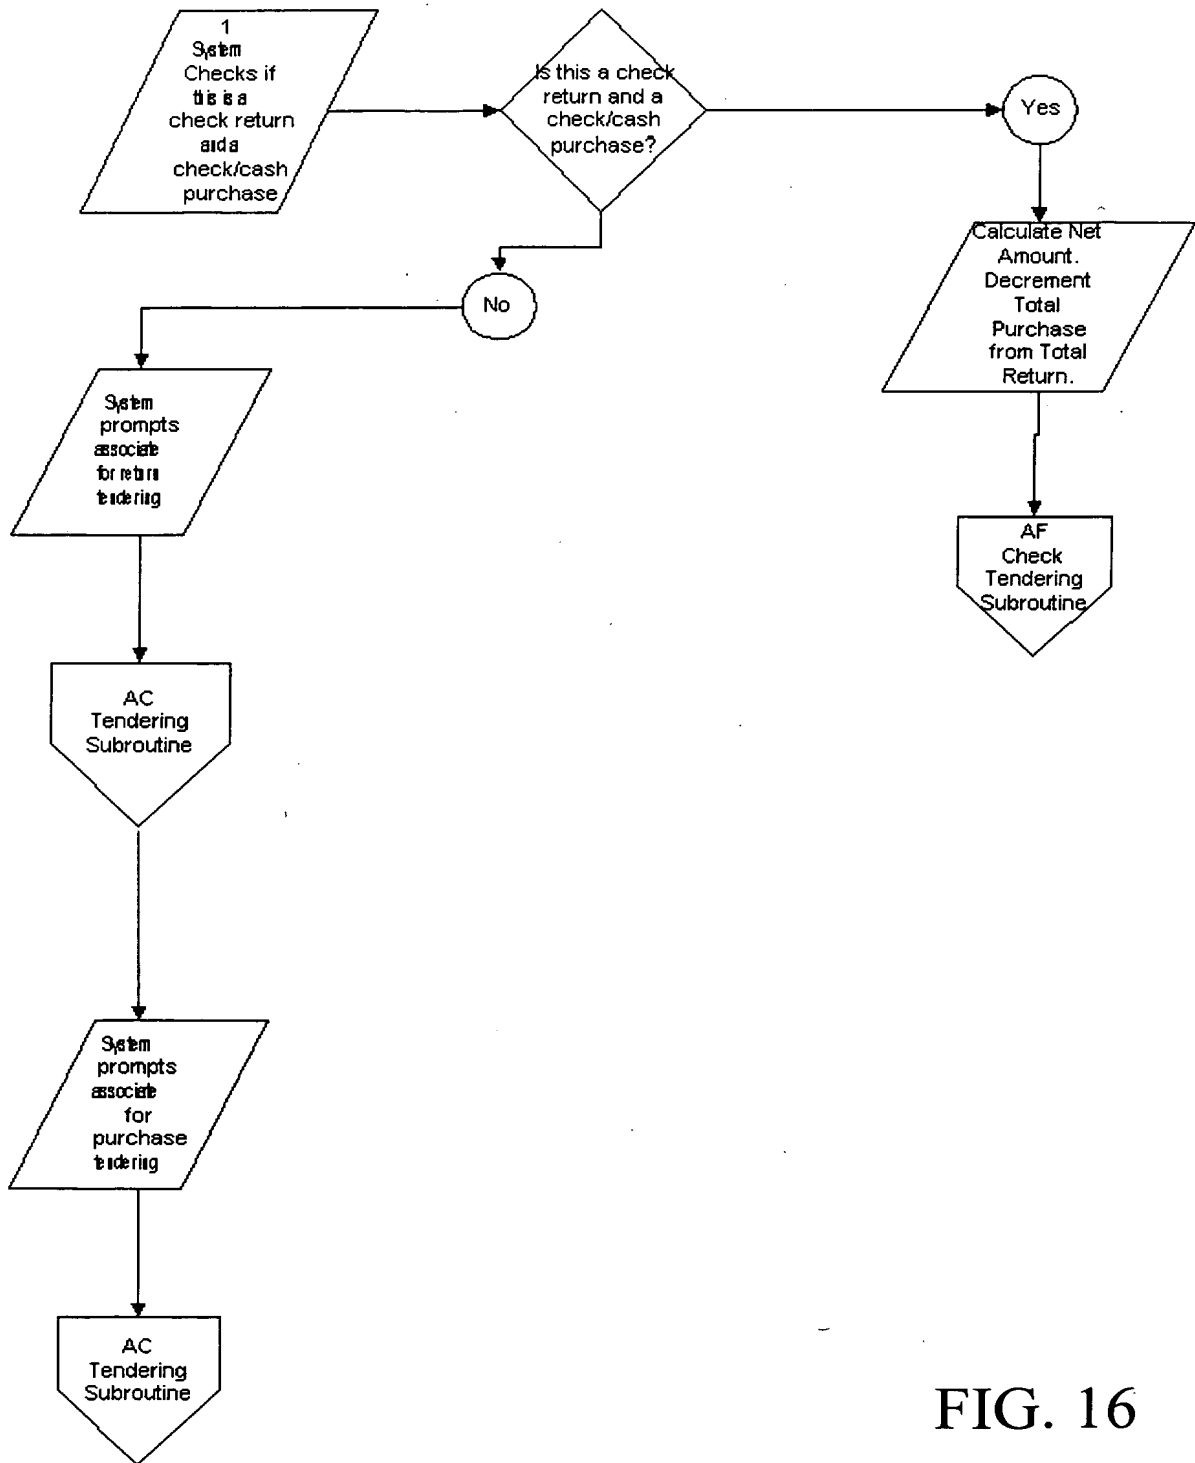 1
System
Checks if
this is a
check return
and a
check/cash
purchase
Is this a check
return and a
check/cash
purchase?
Yes
Calculate Net
Amount.
Decrement
Total
Purchase
from Total
Return.
No
System
prompts
associate
for return
tendering
AF
Check
Tendering
Subroutine
AC
Tendering
Subroutine
System
prompts
associate
for
purchase
tendering
AC
Tendering
Subroutine
FIG. 16